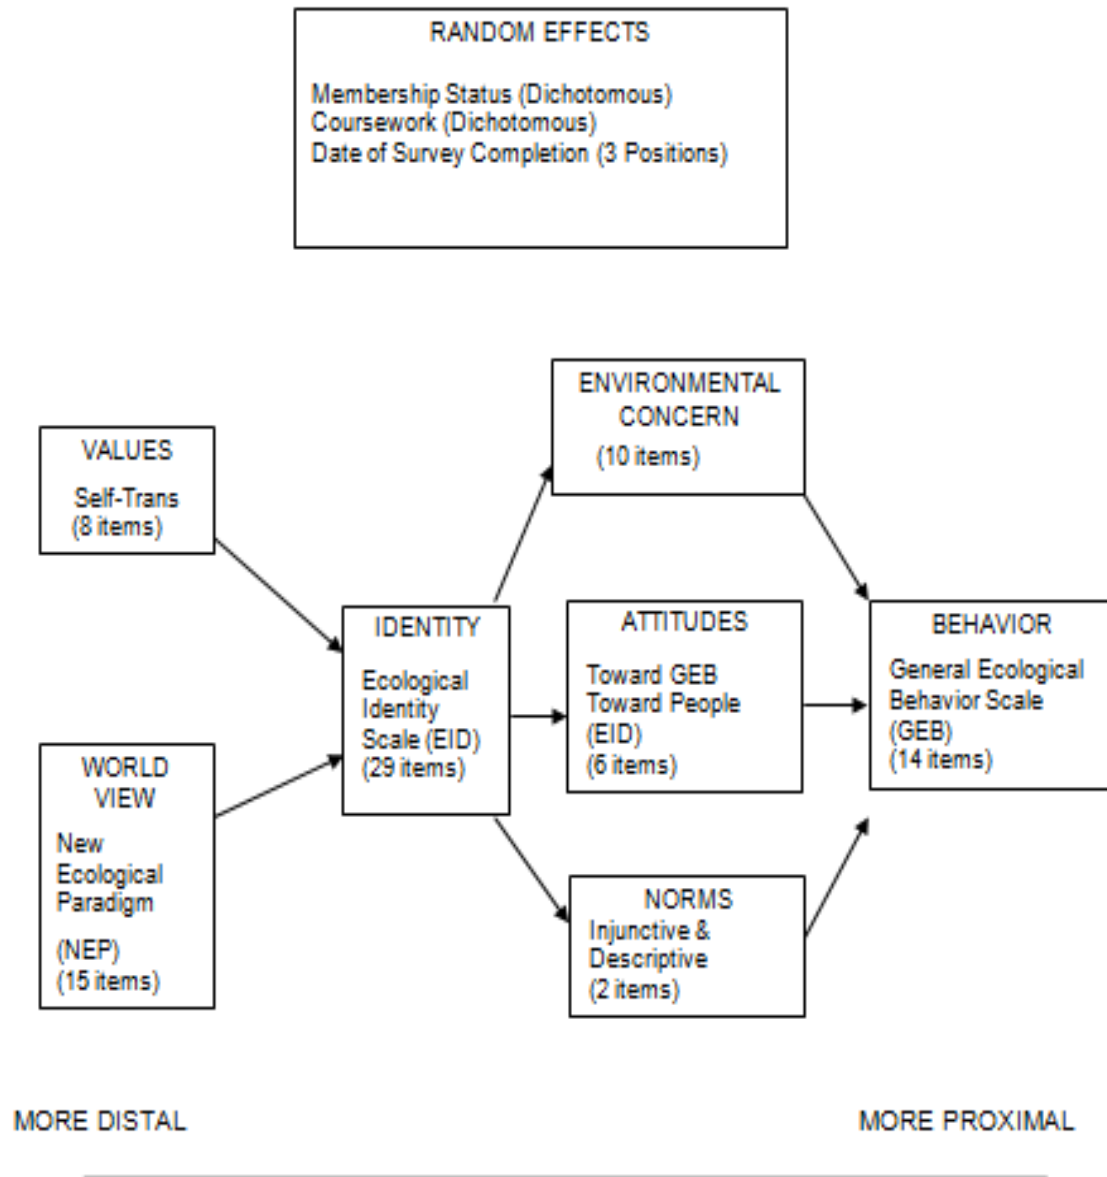 RANDOM EFFECTS
Membership Status (Dichotomous)
Coursework (Dichotomous)
Date of Survey Completion (3 Positions)
VALUES
Self-Trans
(8 items)
WORLD
VIEW
New
Ecological
Paradigm
(NEP)
(15 items)
IDENTITY
Ecological
Identity
Scale (EID)
(29 items)
ENVIRONMENTAL
CONCERN
(10 items)
ATTITUDES
Toward GEB
Toward People
(EID)
(6 items)
NORMS
Injunctive &
Descriptive
(2 items)
BEHAVIOR
General Ecological
Behavior Scale
(GEB)
(14 items)
MORE DISTAL
MORE PROXIMAL